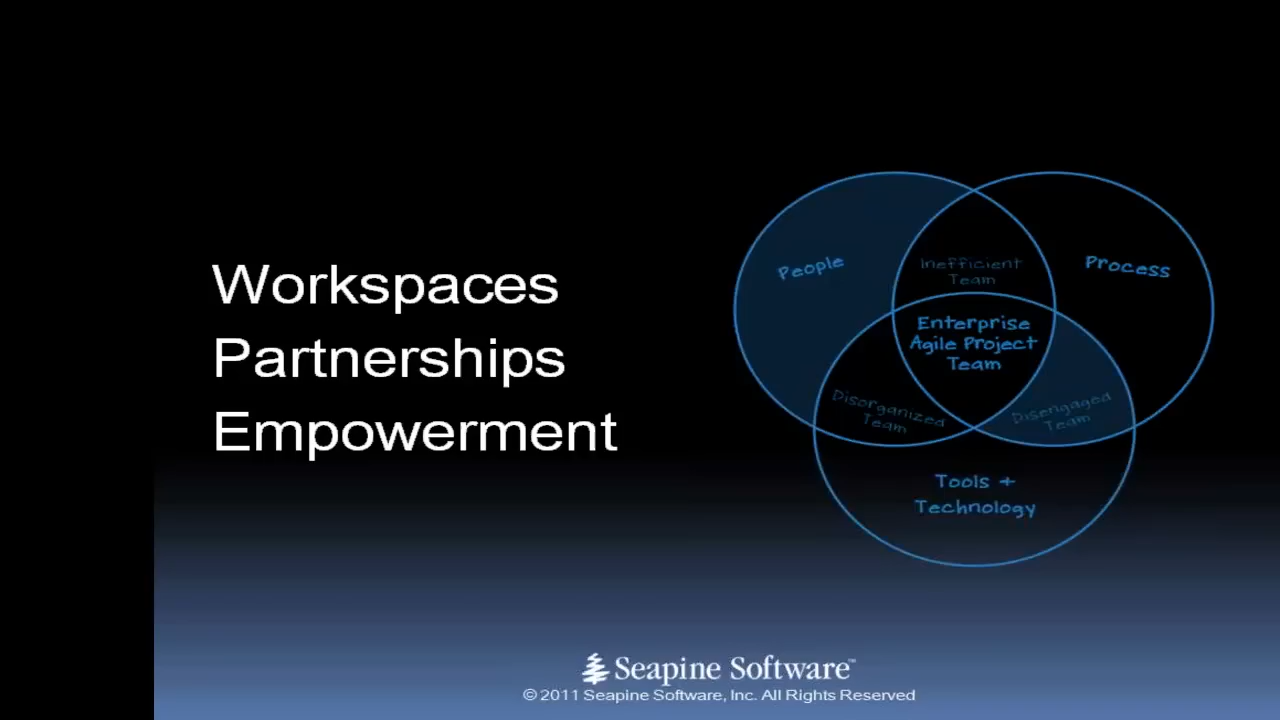 Workspaces
Partnerships
Empowerment
People
Inefficient
Team
Process
Enterprise
Agile Project
Team
Disorganized
Team
Disengaged
Team
Tools +
Technology
Seapine Software™
© 2011 Seapine Software, Inc. All Rights Reserved